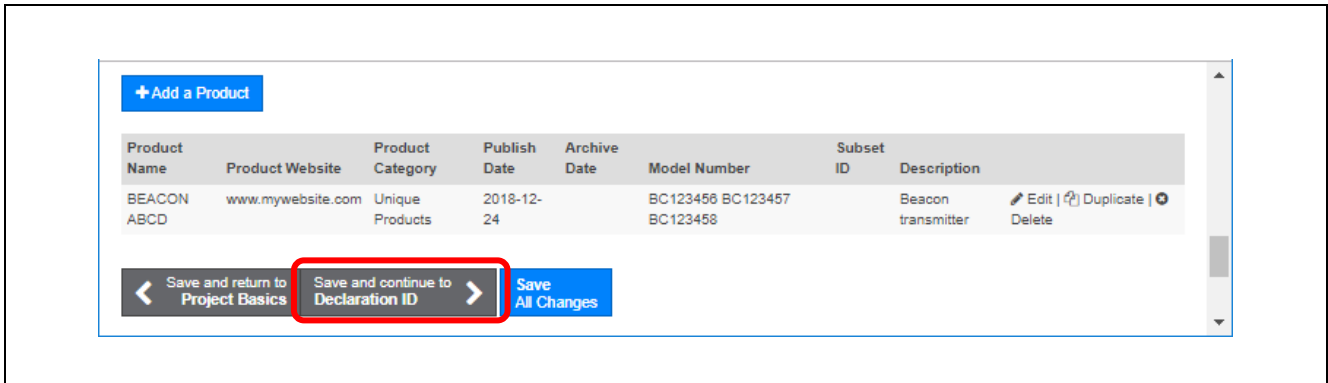 +Add a Product
Product Name Product Website Product Category Publish Date Archive Date Model Number Subset ID Description
BEACON ABCD www.mywebsite.com Unique Products 2018-12-24 BC123456 BC123457 BC123458 Beacon transmitter Edit | Duplicate | Delete
Save and return to
Project Basics
Save and continue to
Declaration ID
Save
All Changes